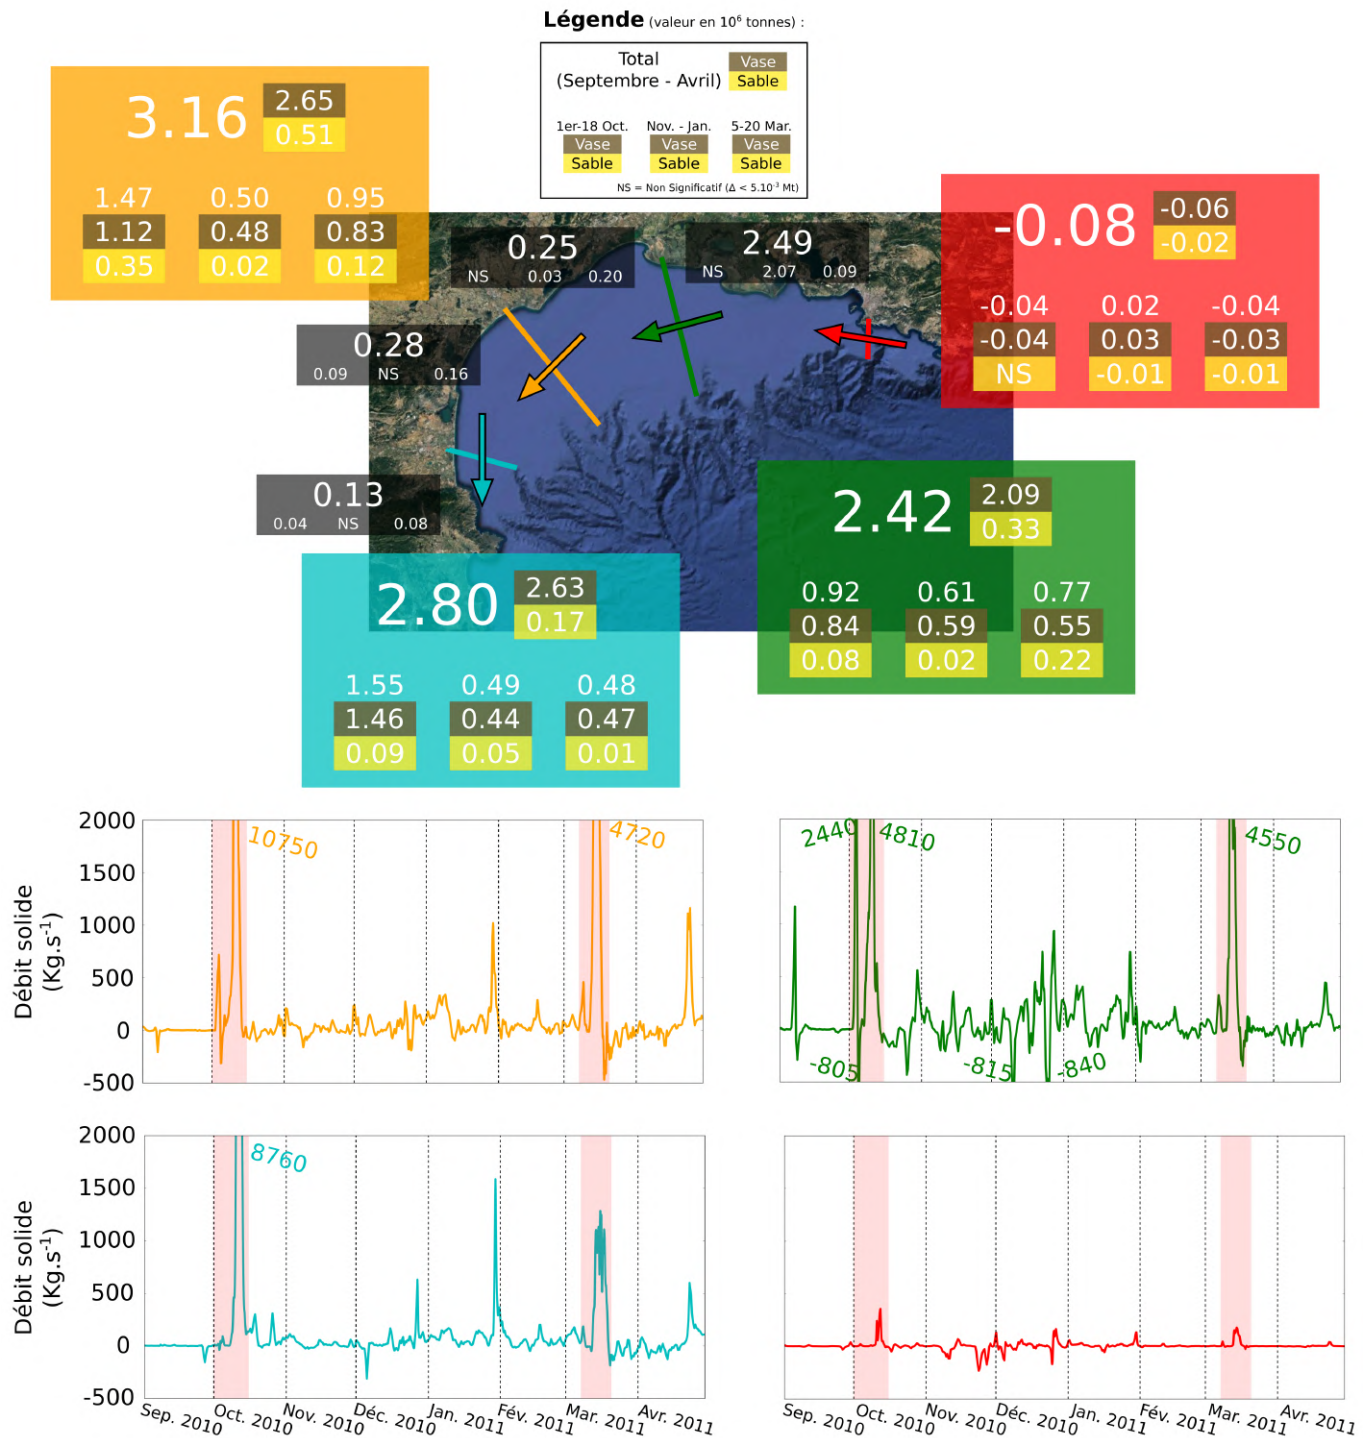 Légende (valeur en 10⁶ tonnes) :
Total
(Septembre - Avril)
Vase
Sable
1er-18 Oct. Nov. - Jan. 5-20 Mar.
Vase Vase Vase
Sable Sable Sable
NS = Non Significatif (Δ < 5.10⁻³ Mt)
3.16
2.65
0.51
1.47 0.50 0.95
1.12 0.48 0.83
0.35 0.02 0.12
0.25
NS 0.03 0.20
2.49
NS 2.07 0.09
-0.08
-0.06
-0.02
-0.04 0.02 -0.04
-0.04 0.03 -0.03
NS -0.01 -0.01
0.28
0.09 NS 0.16
0.13
0.04 NS 0.08
2.42
2.09
0.33
0.92 0.61 0.77
0.84 0.59 0.55
0.08 0.02 0.22
2.80
2.63
0.17
1.55 0.49 0.48
1.46 0.44 0.47
0.09 0.05 0.01
Débit solide
(Kg.s⁻¹)
2000
1500
1000
500
0
-500
10750
4720
2440
4810
4550
-805
-815
-840
Débit solide
(Kg.s⁻¹)
2000
1500
1000
500
0
-500
8760
Sep. 2010 Oct. 2010 Nov. 2010 Déc. 2010 Jan. 2011 Fév. 2011 Mar. 2011 Avr. 2011
Sep. 2010 Oct. 2010 Nov. 2010 Déc. 2010 Jan. 2011 Fév. 2011 Mar. 2011 Avr. 2011